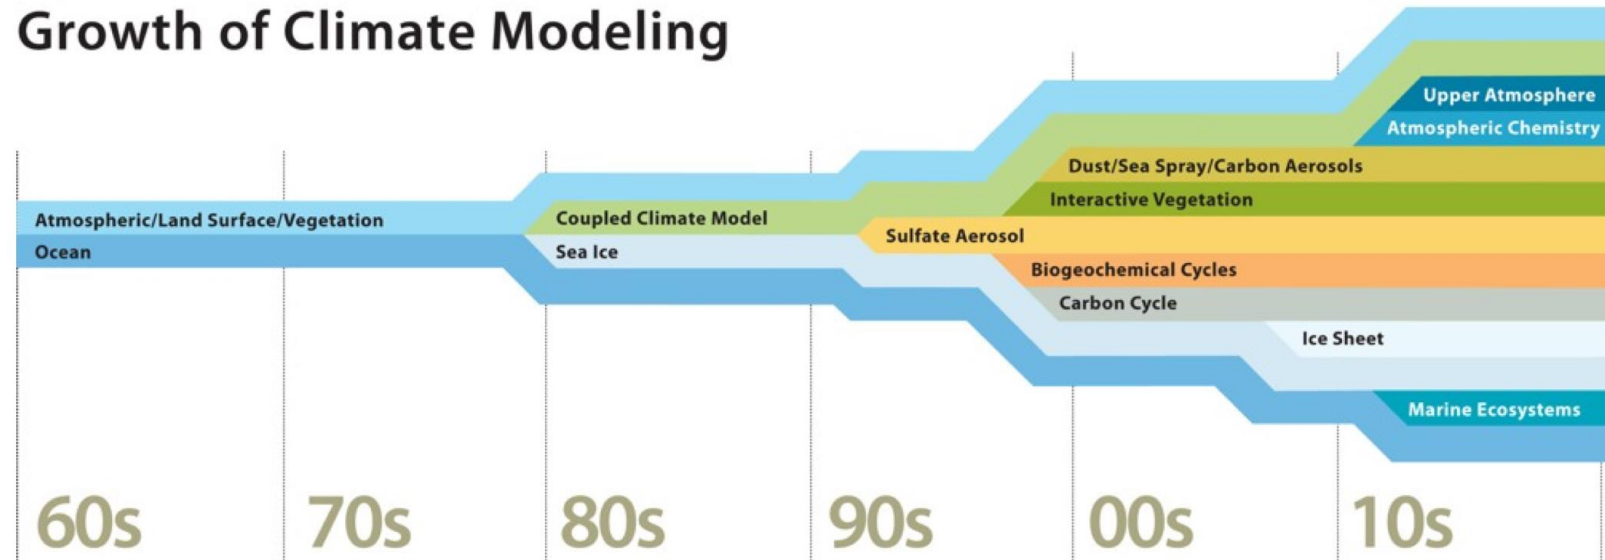 Growth of Climate Modeling
Upper Atmosphere
Atmospheric Chemistry
Dust/Sea Spray/Carbon Aerosols
Interactive Vegetation
Atmospheric/Land Surface/Vegetation
Coupled Climate Model
Sulfate Aerosol
Ocean
Sea Ice
Biogeochemical Cycles
Carbon Cycle
Ice Sheet
Marine Ecosystems
60s
70s
80s
90s
00s
10s